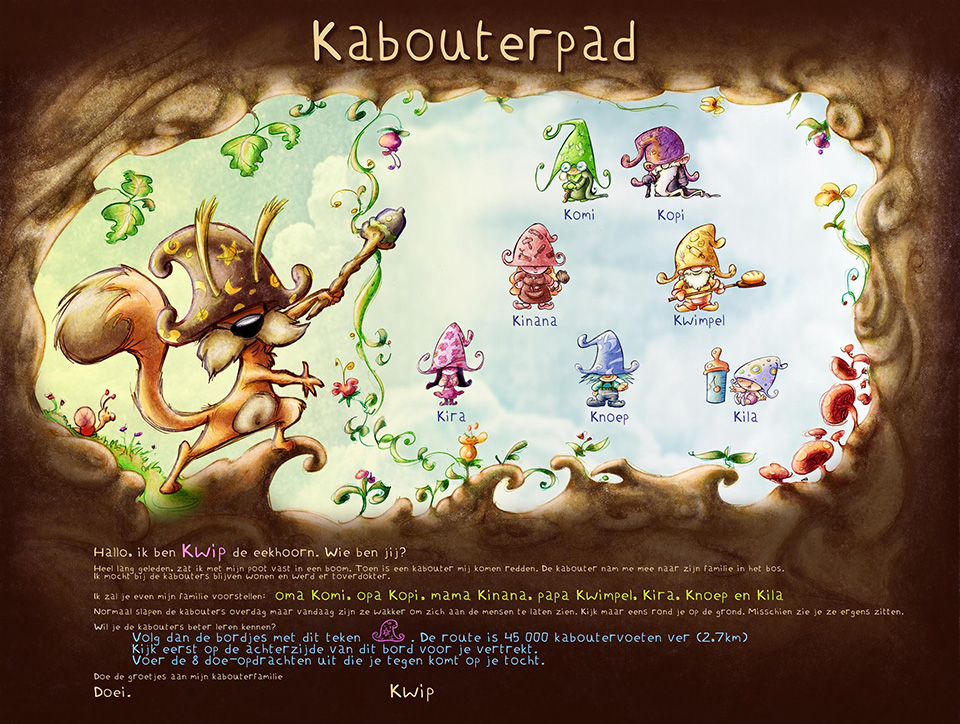 Kabouterpad
Komi
Kopi
Kinana
Kwimpel
Kira
Knoep
Kila
Hallo, ik ben Kwip de eekhoorn. Wie ben jij?
Heel lang geleden, zat ik met mijn poot vast in een boom. Toen is een kabouter mij komen redden. De kabouter nam me mee naar zijn familie in het bos.
Ik mocht bij de kabouters blijven wonen en werd er toverdokter.
Ik zal je even mijn familie voorstellen: oma Komi, opa Kopi, mama Kinana, papa Kwimpel, Kira, Knoep en Kila
Normaal slapen de kabouters overdag maar vandaag zijn ze wakker om zich aan de mensen te laten zien. Kijk maar eens rond je op de grond. Misschien zie je ze ergens zitten.
Wil je de kabouters beter leren kennen?
Volg dan de bordjes met dit teken . De route is 45 000 kaboutervoeten ver (2.7km)
Kijk eerst op de achterzijde van dit bord voor je vertrekt.
Voer de 8 doe-opdrachten uit die je tegen komt op je tocht.
Doe de groetjes aan mijn kabouterfamilie
Doei. Kwip